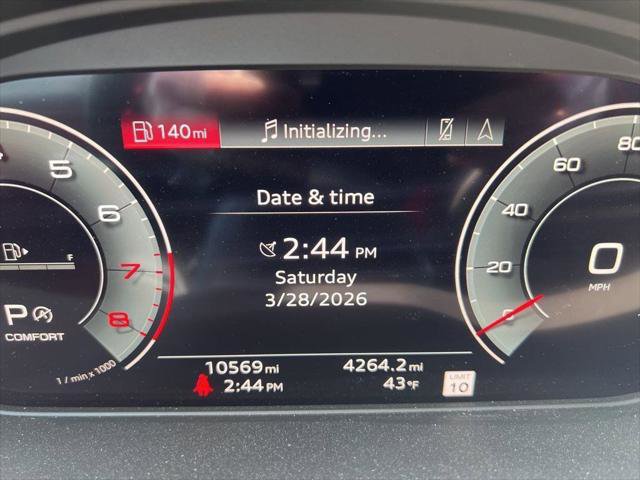 140 mi Initializing...
Date & time
2:44 PM
Saturday
3/28/2026
10569 mi 4264.2 mi
2:44 PM 43 °F
LIMIT
10
5
6
7
8
1 / min x 1000
F
P
COMFORT
80
60
40
20
0
0
MPH